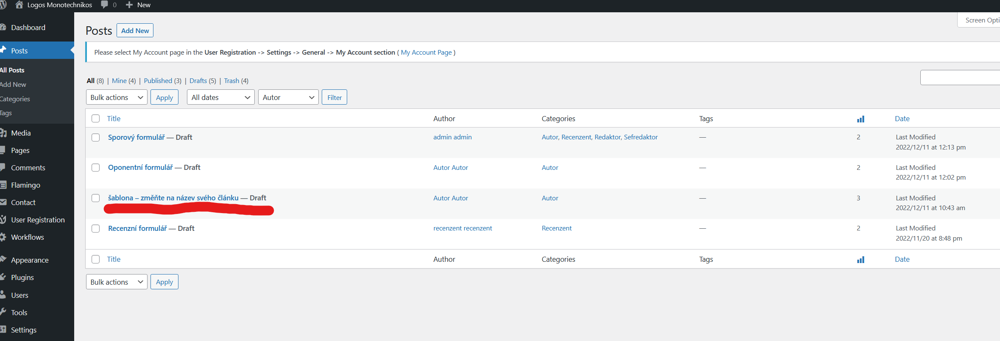 Logos Monotechnikos 0 New
Screen Opti
Dashboard
Posts
All Posts
Add New
Categories
Tags
Media
Pages
Comments
Flamingo
Contact
User Registration
Workflows
Appearance
Plugins
Users
Tools
Settings
Posts Add New
Please select My Account page in the User Registration -> Settings -> General -> My Account section ( My Account Page )
All (8) | Mine (4) | Published (3) | Drafts (5) | Trash (4)
Bulk actions Apply All dates Autor Filter
Title Author Categories Tags Date
Sporový formulář — Draft admin admin Autor, Recenzent, Redaktor, Sefredaktor — 2 Last Modified
2022/12/11 at 12:13 pm
Oponentní formulář — Draft Autor Autor Autor — 2 Last Modified
2022/12/11 at 12:02 pm
šablona – změňte na název svého článku — Draft Autor Autor Autor — 3 Last Modified
2022/12/11 at 10:43 am
Recenzní formulář — Draft recenzent recenzent Recenzent — 2 Last Modified
2022/11/20 at 8:48 pm
Title Author Categories Tags Date
Bulk actions Apply